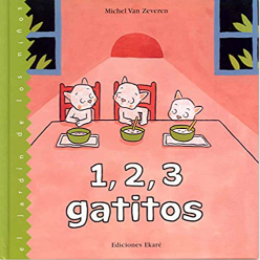 Michel Van Zeveren
1, 2, 3
gatitos
Ediciones Ekaré
el jardín de los niños